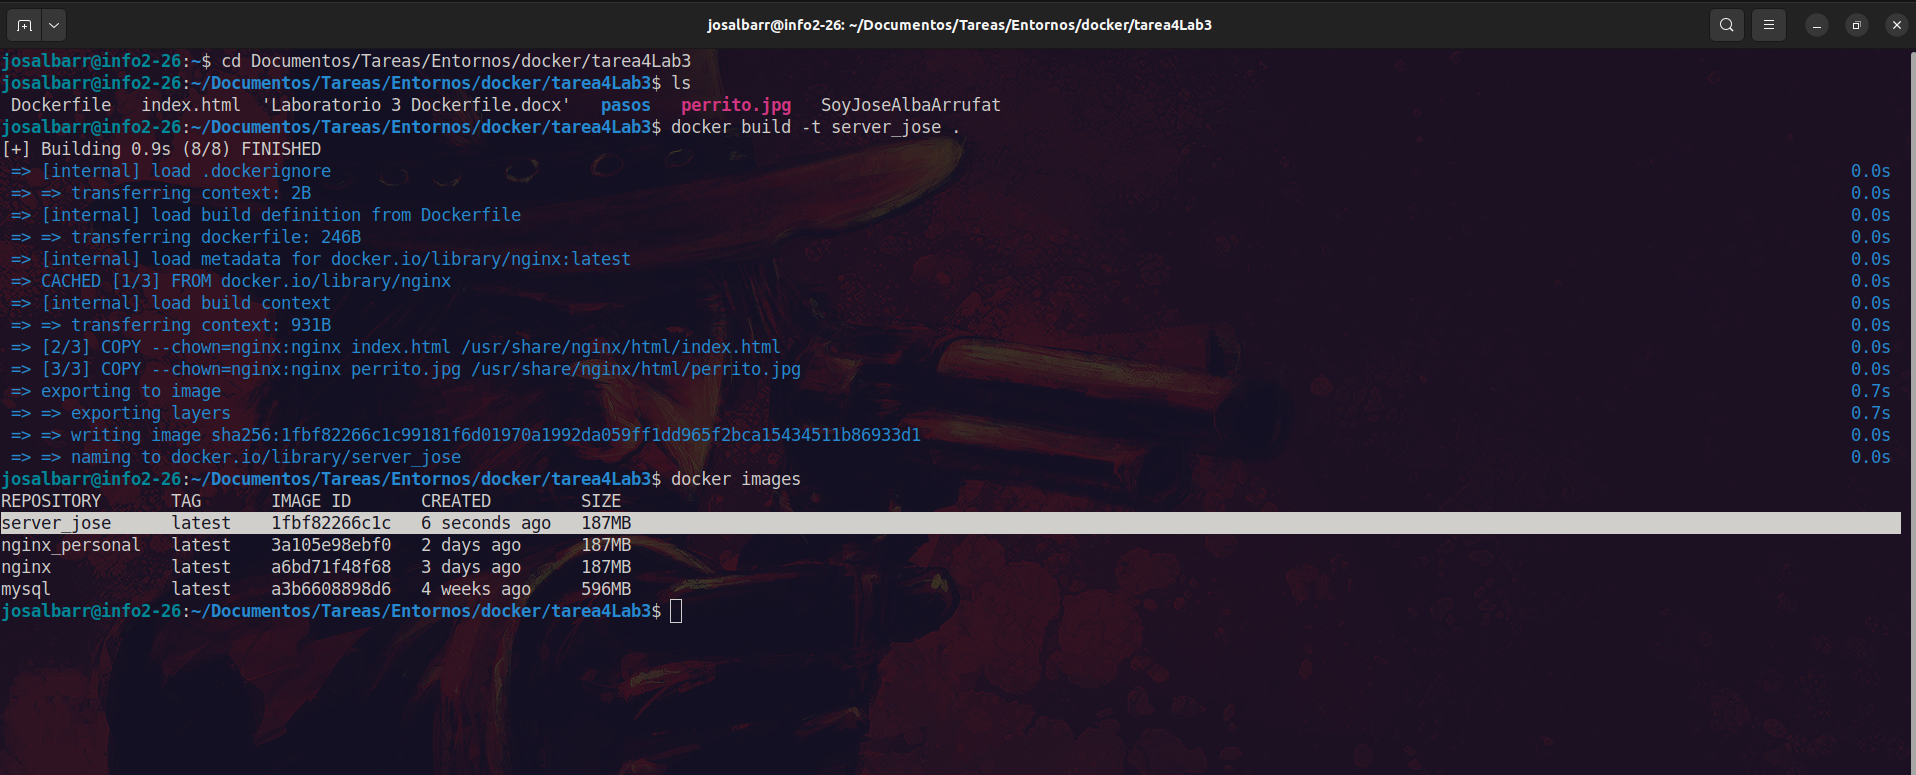 josalbarr@info2-26: ~/Documentos/Tareas/Entornos/docker/tarea4Lab3
josalbarr@info2-26:~$ cd Documentos/Tareas/Entornos/docker/tarea4Lab3
josalbarr@info2-26:~/Documentos/Tareas/Entornos/docker/tarea4Lab3$ ls
Dockerfile   index.html  'Laboratorio 3 Dockerfile.docx'   pasos   perrito.jpg   SoyJoseAlbaArrufat
josalbarr@info2-26:~/Documentos/Tareas/Entornos/docker/tarea4Lab3$ docker build -t server_jose .
[+] Building 0.9s (8/8) FINISHED
=> [internal] load .dockerignore 0.0s
=> => transferring context: 2B 0.0s
=> [internal] load build definition from Dockerfile 0.0s
=> => transferring dockerfile: 246B 0.0s
=> [internal] load metadata for docker.io/library/nginx:latest 0.0s
=> CACHED [1/3] FROM docker.io/library/nginx 0.0s
=> [internal] load build context 0.0s
=> => transferring context: 931B 0.0s
=> [2/3] COPY --chown=nginx:nginx index.html /usr/share/nginx/html/index.html 0.0s
=> [3/3] COPY --chown=nginx:nginx perrito.jpg /usr/share/nginx/html/perrito.jpg 0.0s
=> exporting to image 0.7s
=> => exporting layers 0.7s
=> => writing image sha256:1fbf82266c1c99181f6d01970a1992da059ff1dd965f2bca15434511b86933d1 0.0s
=> => naming to docker.io/library/server_jose 0.0s
josalbarr@info2-26:~/Documentos/Tareas/Entornos/docker/tarea4Lab3$ docker images
REPOSITORY       TAG       IMAGE ID       CREATED         SIZE
server_jose      latest    1fbf82266c1c   6 seconds ago   187MB
nginx_personal   latest    3a105e98ebf0   2 days ago      187MB
nginx            latest    a6bd71f48f68   3 days ago      187MB
mysql            latest    a3b6608898d6   4 weeks ago     596MB
josalbarr@info2-26:~/Documentos/Tareas/Entornos/docker/tarea4Lab3$